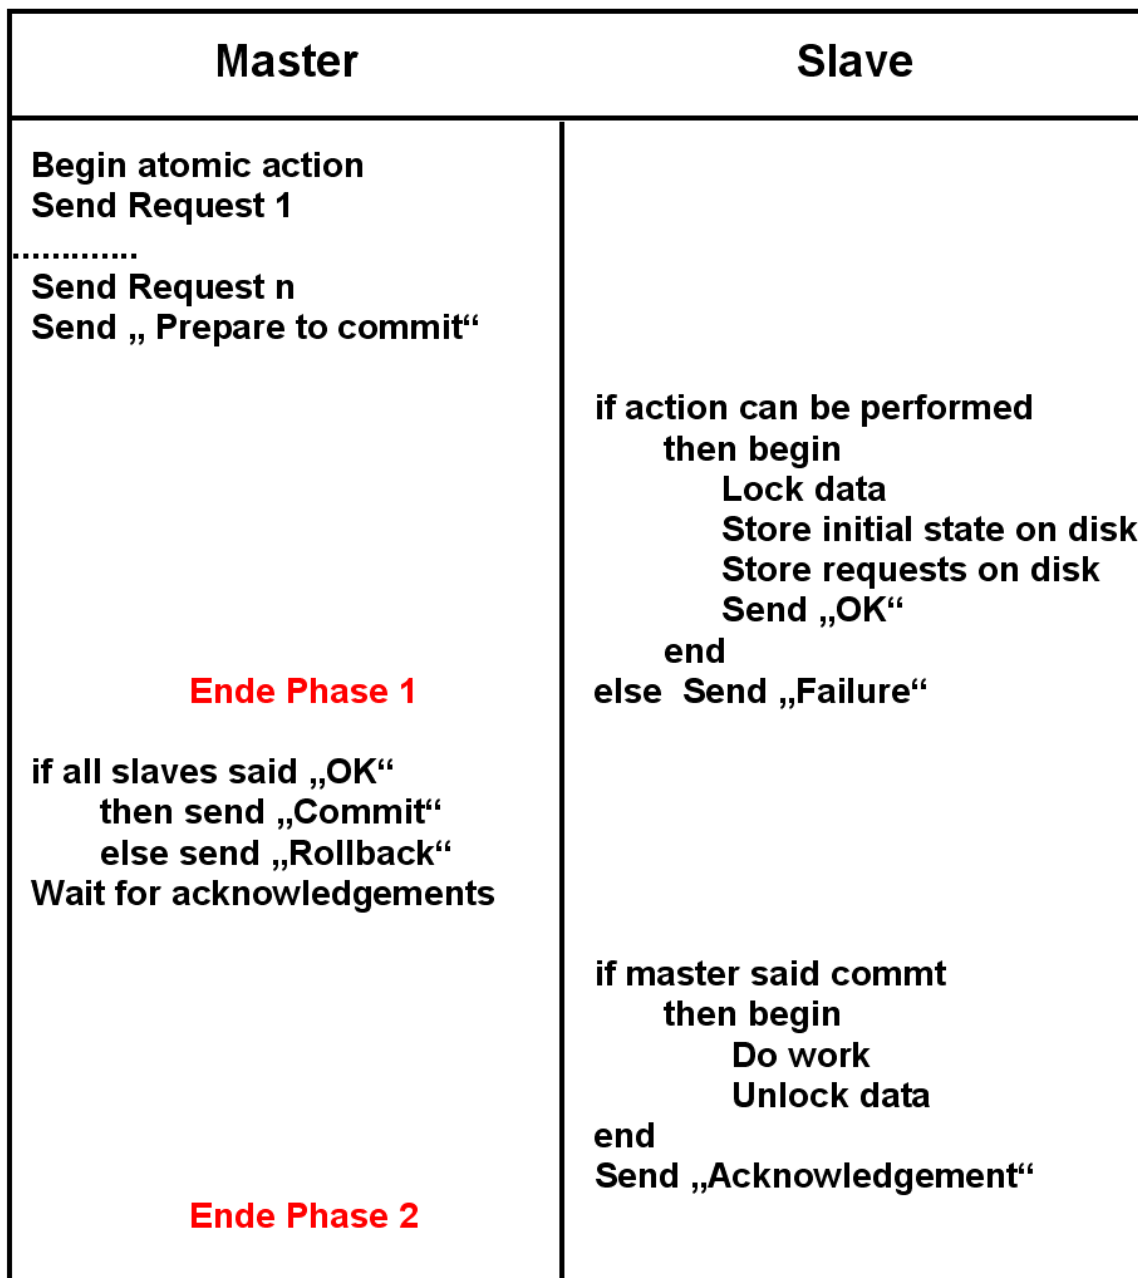 Master
Slave
Begin atomic action
Send Request 1
.............
Send Request n
Send „ Prepare to commit“
if action can be performed
then begin
Lock data
Store initial state on disk
Store requests on disk
Send „OK“
end
Ende Phase 1
else  Send „Failure“
if all slaves said „OK“
then send „Commit“
else send „Rollback“
Wait for acknowledgements
if master said commt
then begin
Do work
Unlock data
end
Send „Acknowledgement“
Ende Phase 2